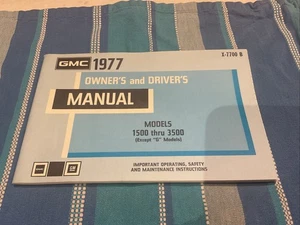 X-7700 B
GMC 1977
OWNER'S and DRIVER'S
MANUAL
MODELS
1500 thru 3500
(Except "G" Models)
IMPORTANT OPERATING, SAFETY
AND MAINTENANCE INSTRUCTIONS